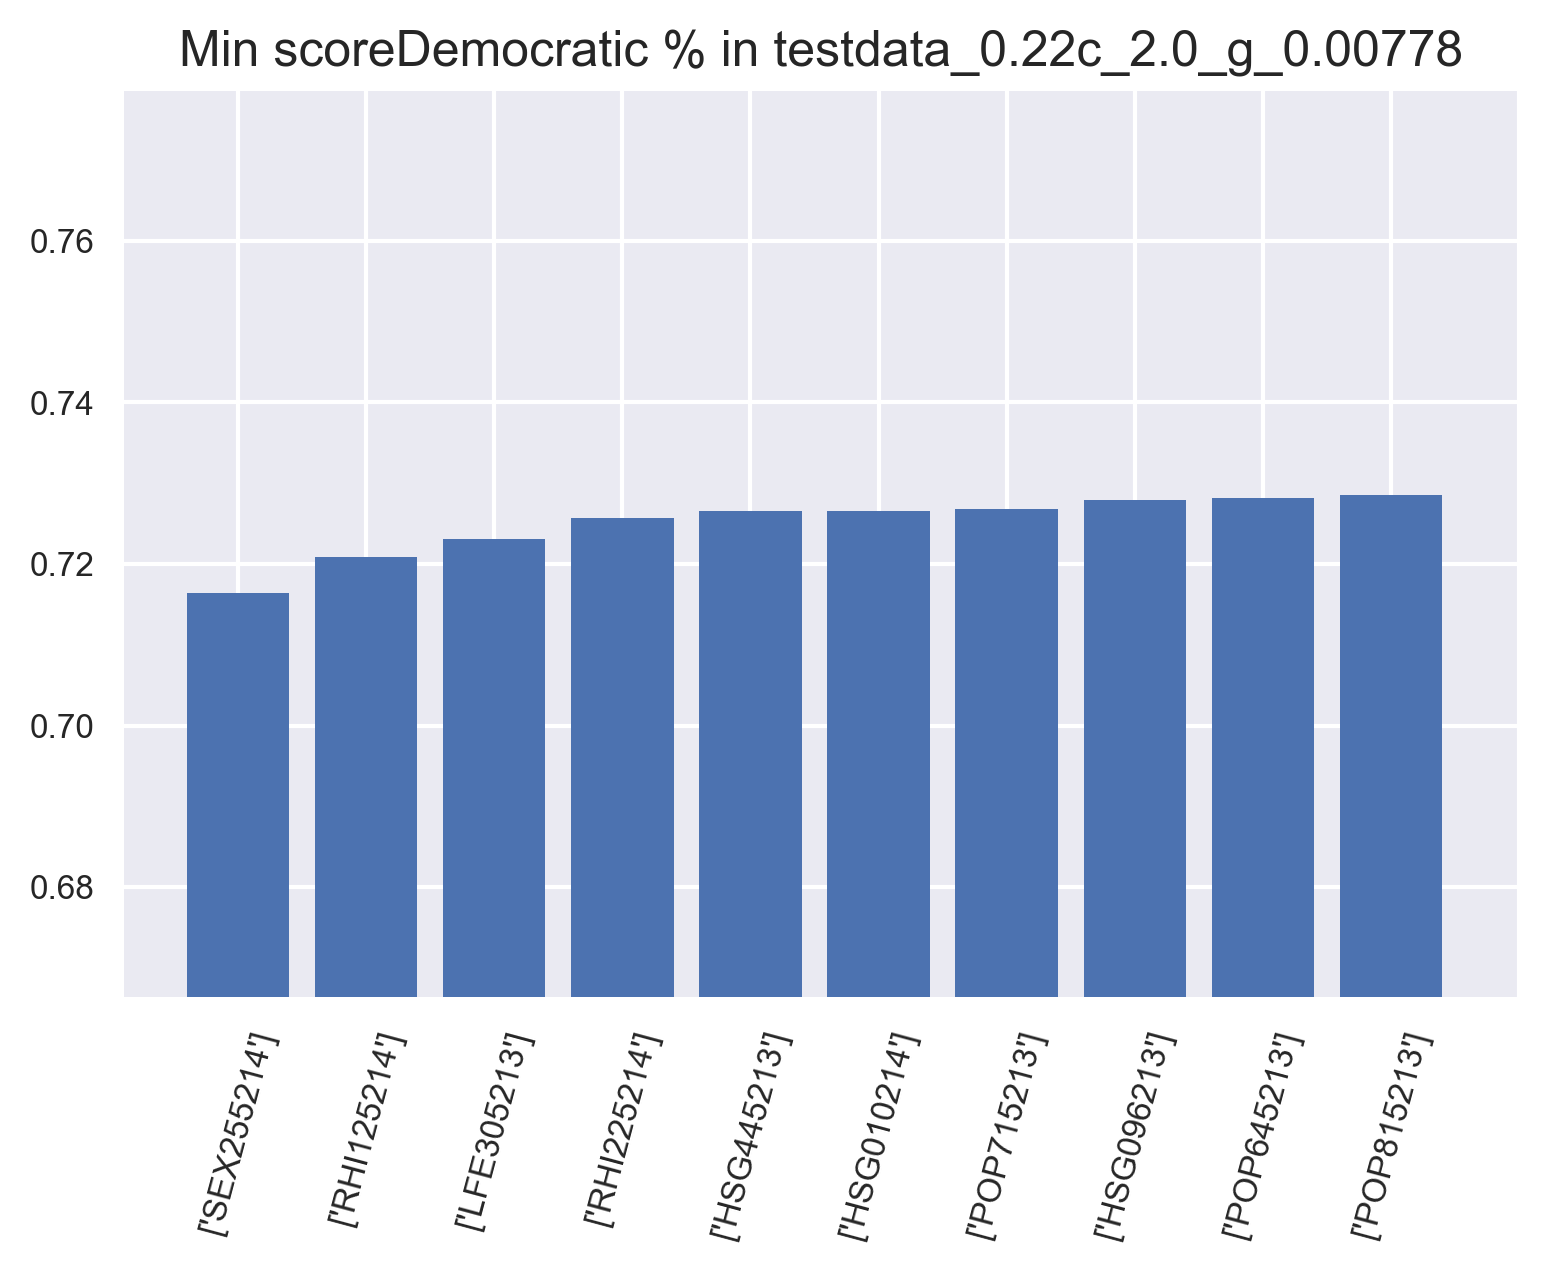 Min scoreDemocratic % in testdata_0.22c_2.0_g_0.00778
0.76
0.74
0.72
0.70
0.68
['SEX255214']
['RHI125214']
['LFE305213']
['RHI225214']
['HSG445213']
['HSG010214']
['POP715213']
['HSG096213']
['POP645213']
['POP815213']